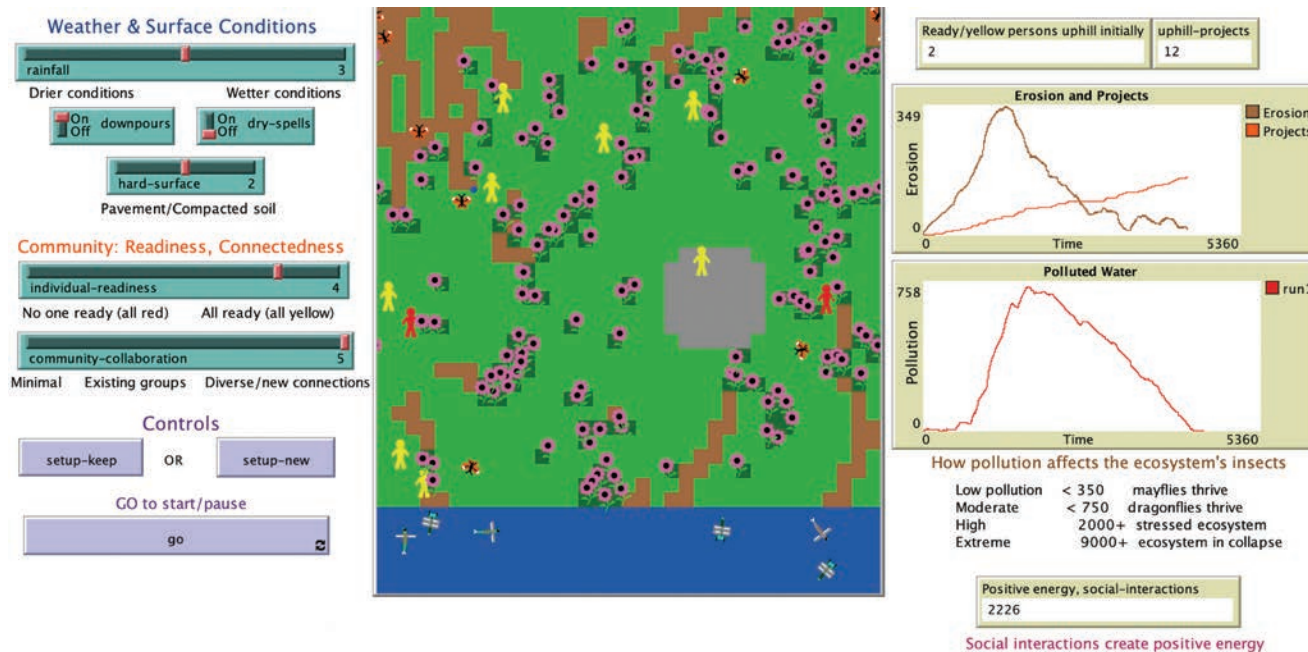 Weather & Surface Conditions
rainfall 3
Drier conditions Wetter conditions
On
Off
downpours
On
Off
dry-spells
hard-surface 2
Pavement/Compacted soil
Community: Readiness, Connectedness
individual-readiness 4
No one ready (all red) All ready (all yellow)
community-collaboration 5
Minimal Existing groups Diverse/new connections
Controls
setup-keep OR setup-new
GO to start/pause
go
Ready/yellow persons uphill initially
2
uphill-projects
12
Erosion and Projects
349
Erosion
0
0 Time 5360
Erosion
Projects
Polluted Water
758
Pollution
0
0 Time 5360
run1
How pollution affects the ecosystem's insects
Low pollution < 350 mayflies thrive
Moderate < 750 dragonflies thrive
High 2000+ stressed ecosystem
Extreme 9000+ ecosystem in collapse
Positive energy, social-interactions
2226
Social interactions create positive energy